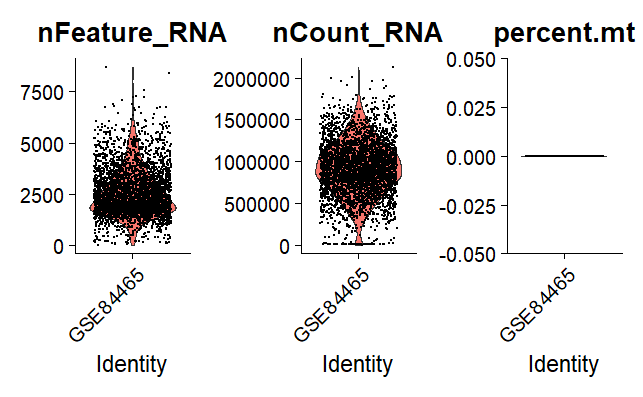 nFeature_RNA
7500
5000
2500
0
GSE84465
Identity
nCount_RNA
2000000
1500000
1000000
500000
0
GSE84465
Identity
percent.mt
0.050
0.025
0.000
-0.025
-0.050
GSE84465
Identity